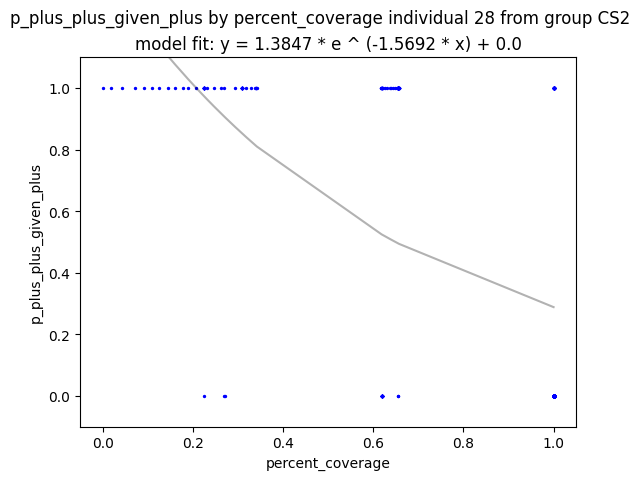 p_plus_plus_given_plus by percent_coverage individual 28 from group CS2
model fit: y = 1.3847 * e ^ (-1.5692 * x) + 0.0
1.0
0.8
0.6
0.4
0.2
0.0
p_plus_plus_given_plus
0.0 0.2 0.4 0.6 0.8 1.0
percent_coverage